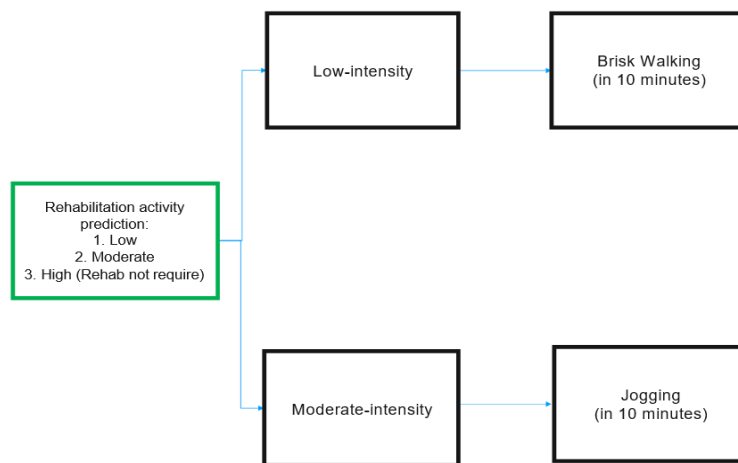 Low-intensity
Brisk Walking
(in 10 minutes)
Rehabilitation activity
prediction:
1. Low
2. Moderate
3. High (Rehab not require)
Moderate-intensity
Jogging
(in 10 minutes)